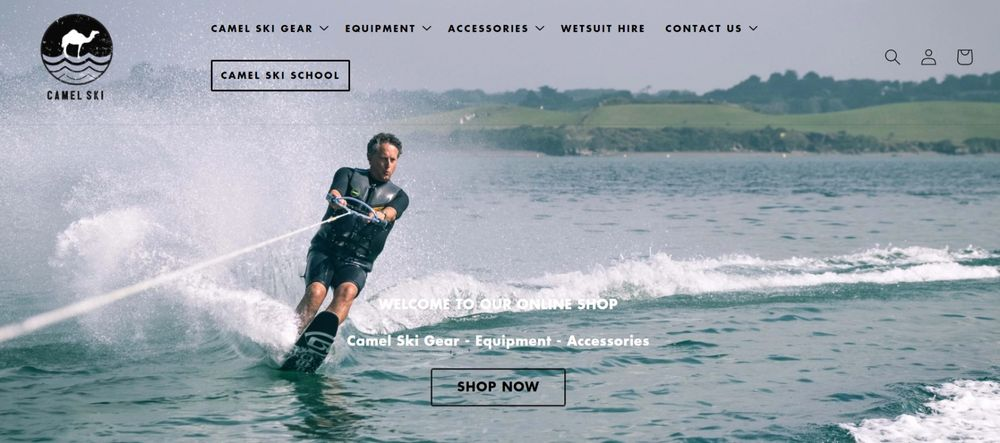 CAMEL SKI
CAMEL SKI GEAR EQUIPMENT ACCESSORIES WETSUIT HIRE CONTACT US
CAMEL SKI SCHOOL
WELCOME TO OUR ONLINE SHOP
Camel Ski Gear - Equipment - Accessories
SHOP NOW